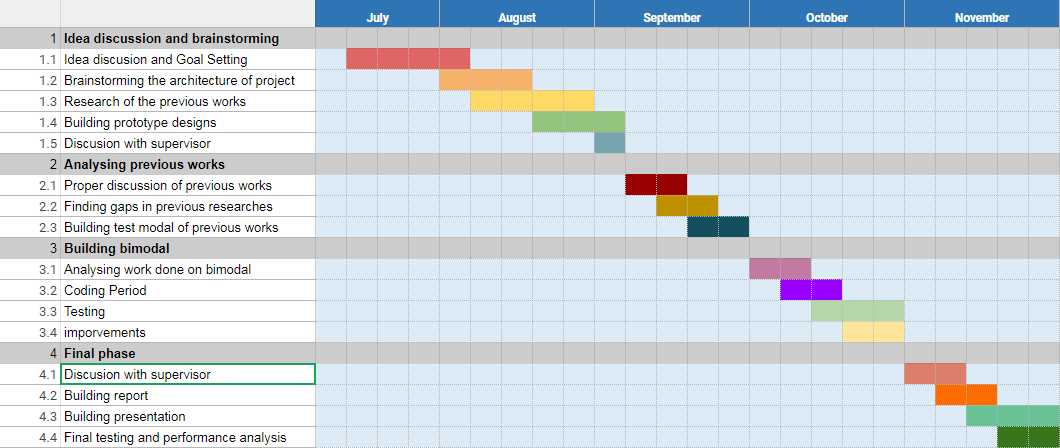 July August September October November
1 Idea discussion and brainstorming
1.1 Idea discusion and Goal Setting
1.2 Brainstorming the architecture of project
1.3 Research of the previous works
1.4 Building prototype designs
1.5 Discusion with supervisor
2 Analysing previous works
2.1 Proper discussion of previous works
2.2 Finding gaps in previous researches
2.3 Building test modal of previous works
3 Building bimodal
3.1 Analysing work done on bimodal
3.2 Coding Period
3.3 Testing
3.4 imporvements
4 Final phase
4.1 Discusion with supervisor
4.2 Building report
4.3 Building presentation
4.4 Final testing and performance analysis